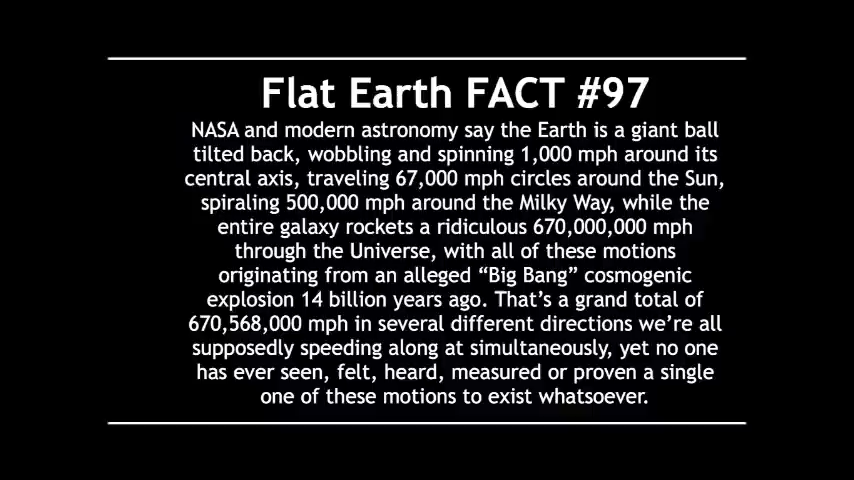 Flat Earth FACT #97
NASA and modern astronomy say the Earth is a giant ball
tilted back, wobbling and spinning 1,000 mph around its
central axis, traveling 67,000 mph circles around the Sun,
spiraling 500,000 mph around the Milky Way, while the
entire galaxy rockets a ridiculous 670,000,000 mph
through the Universe, with all of these motions
originating from an alleged “Big Bang” cosmogenic
explosion 14 billion years ago. That’s a grand total of
670,568,000 mph in several different directions we’re all
supposedly speeding along at simultaneously, yet no one
has ever seen, felt, heard, measured or proven a single
one of these motions to exist whatsoever.